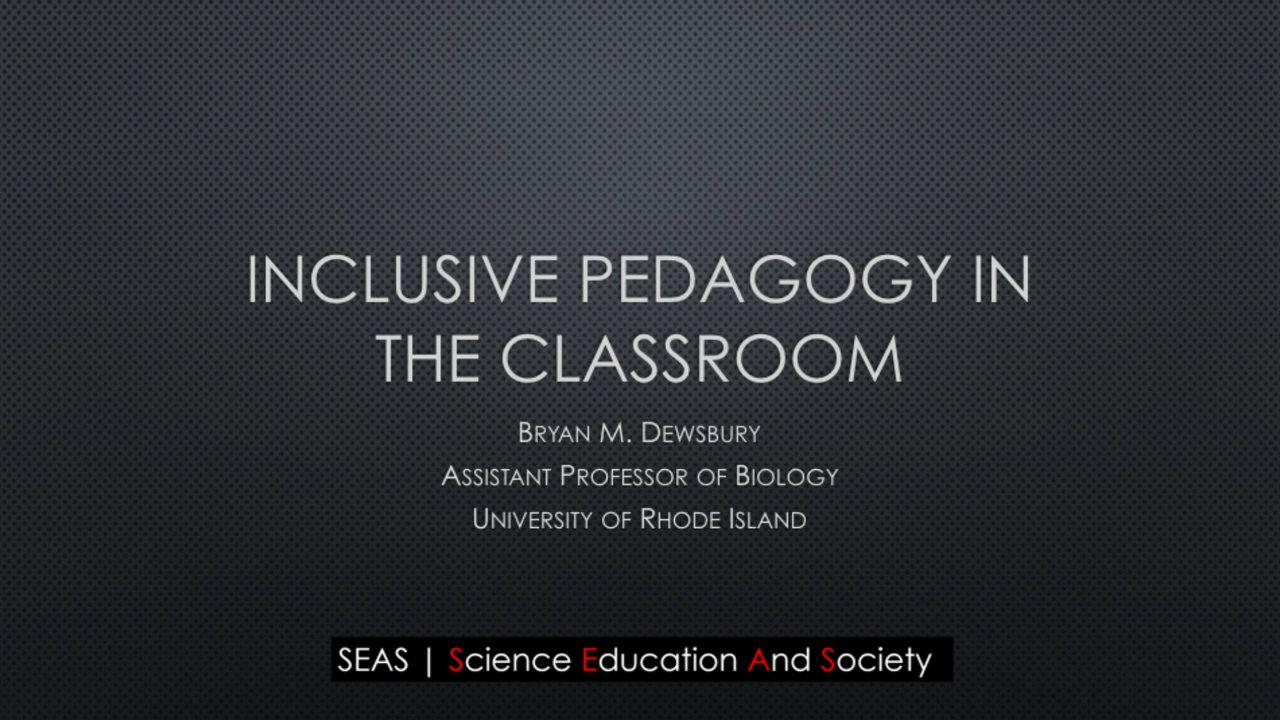 INCLUSIVE PEDAGOGY IN
THE CLASSROOM
BRYAN M. DEWSBURY
ASSISTANT PROFESSOR OF BIOLOGY
UNIVERSITY OF RHODE ISLAND
SEAS | Science Education And Society